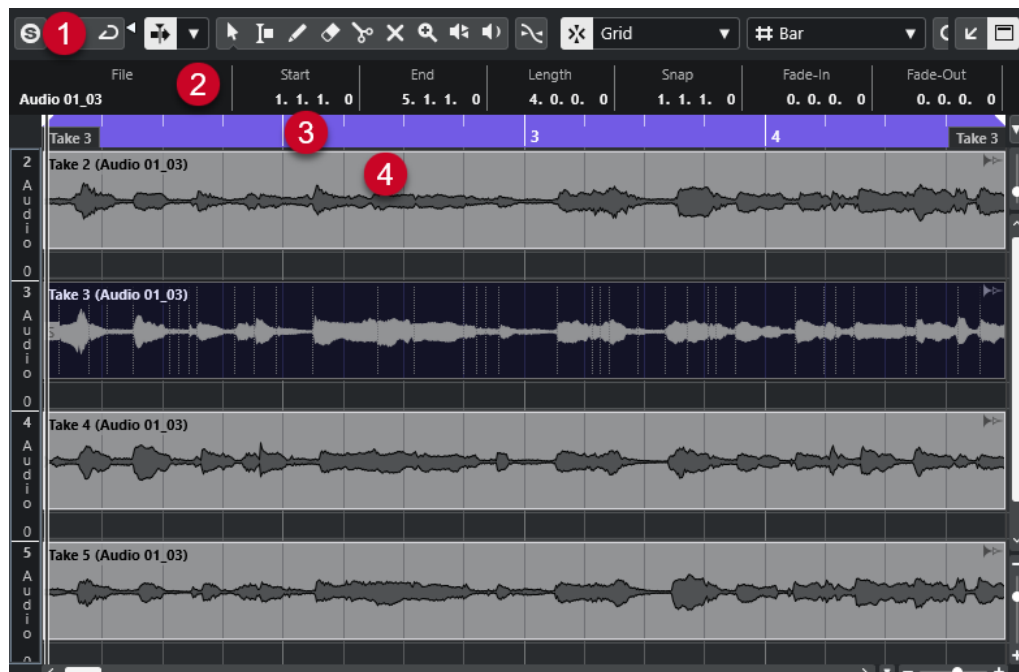 S 1 Grid Bar
File Start End Length Snap Fade-In Fade-Out
2
Audio 01_03 1. 1. 1. 0 5. 1. 1. 0 4. 0. 0. 0 1. 1. 1. 0 0. 0. 0. 0 0. 0. 0. 0
Take 3 3 3 4 Take 3
2 Take 2 (Audio 01_03) 4
Audio
0
3 Take 3 (Audio 01_03)
S
Audio
0
4 Take 4 (Audio 01_03)
Audio
0
5 Take 5 (Audio 01_03)
Audio